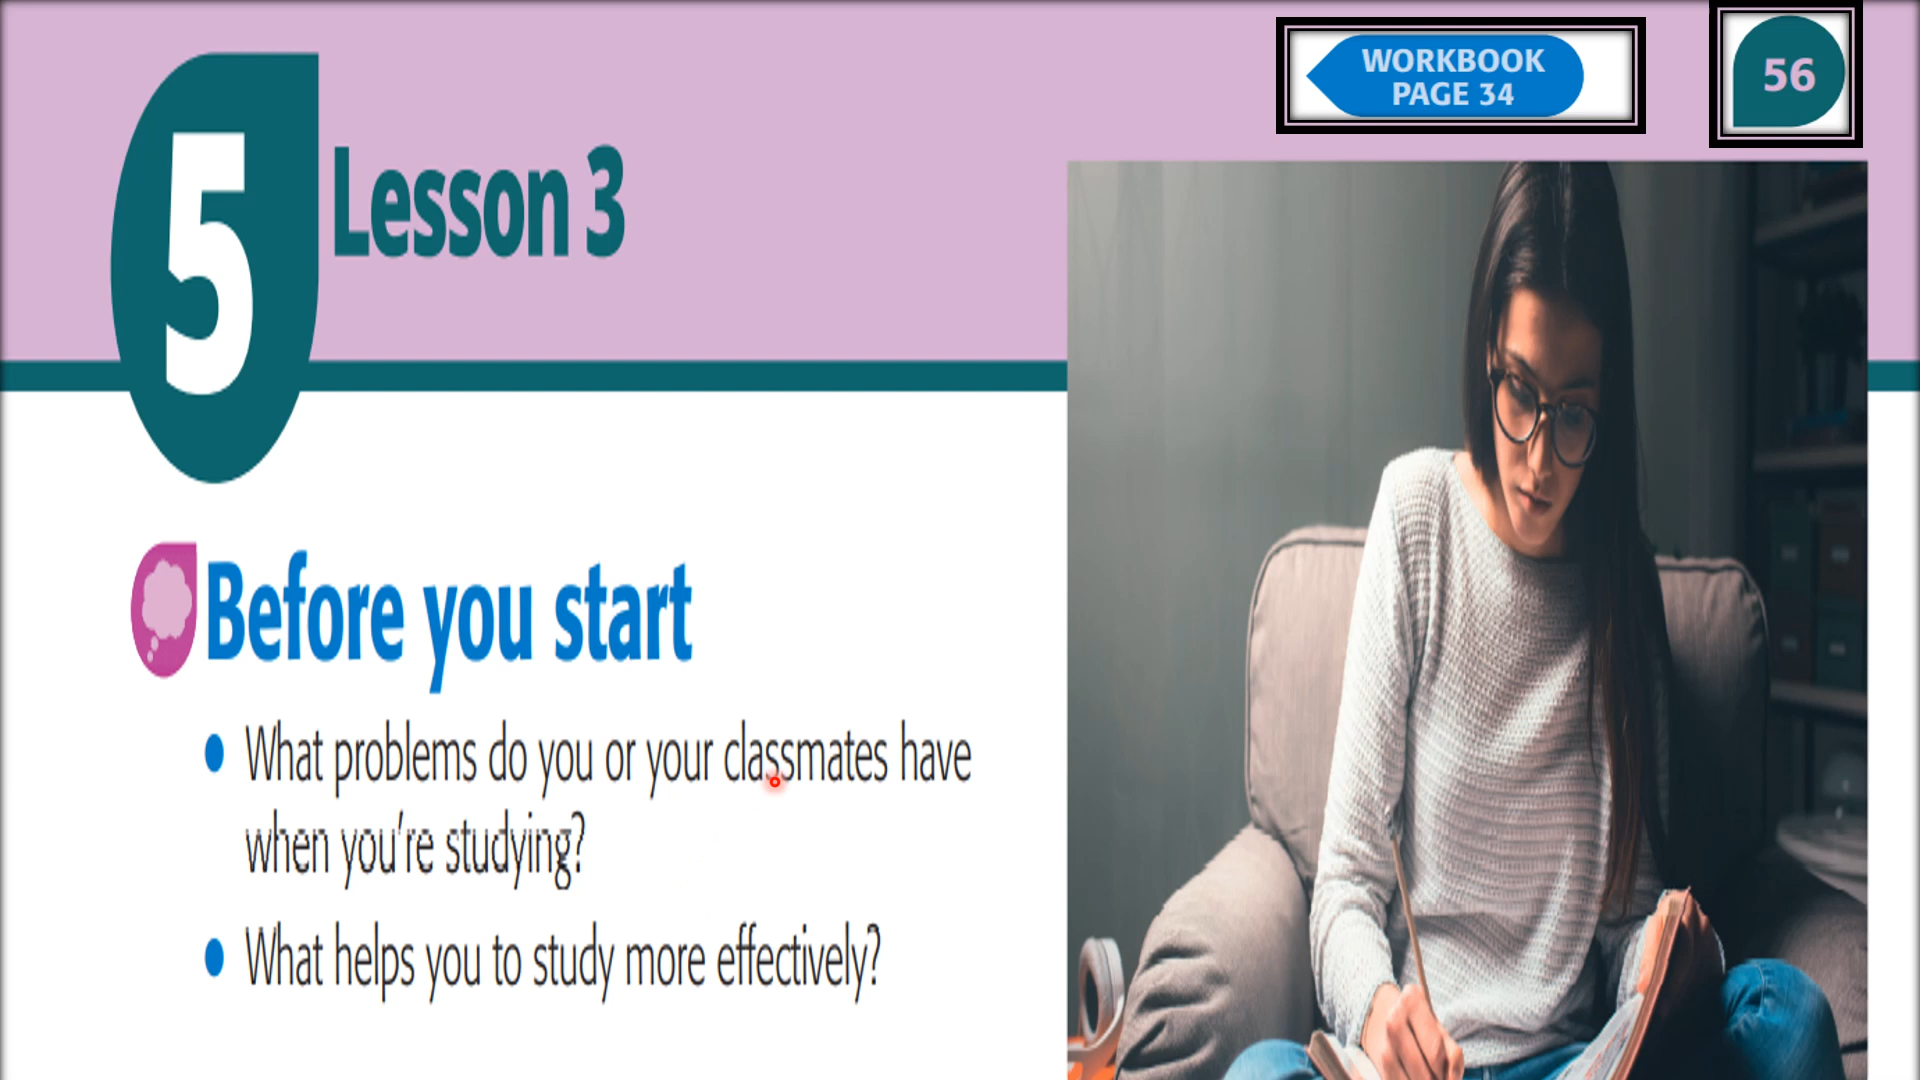 WORKBOOK
PAGE 34
56
5
Lesson 3
Before you start
• What problems do you or your classmates have
when you're studying?
• What helps you to study more effectively?